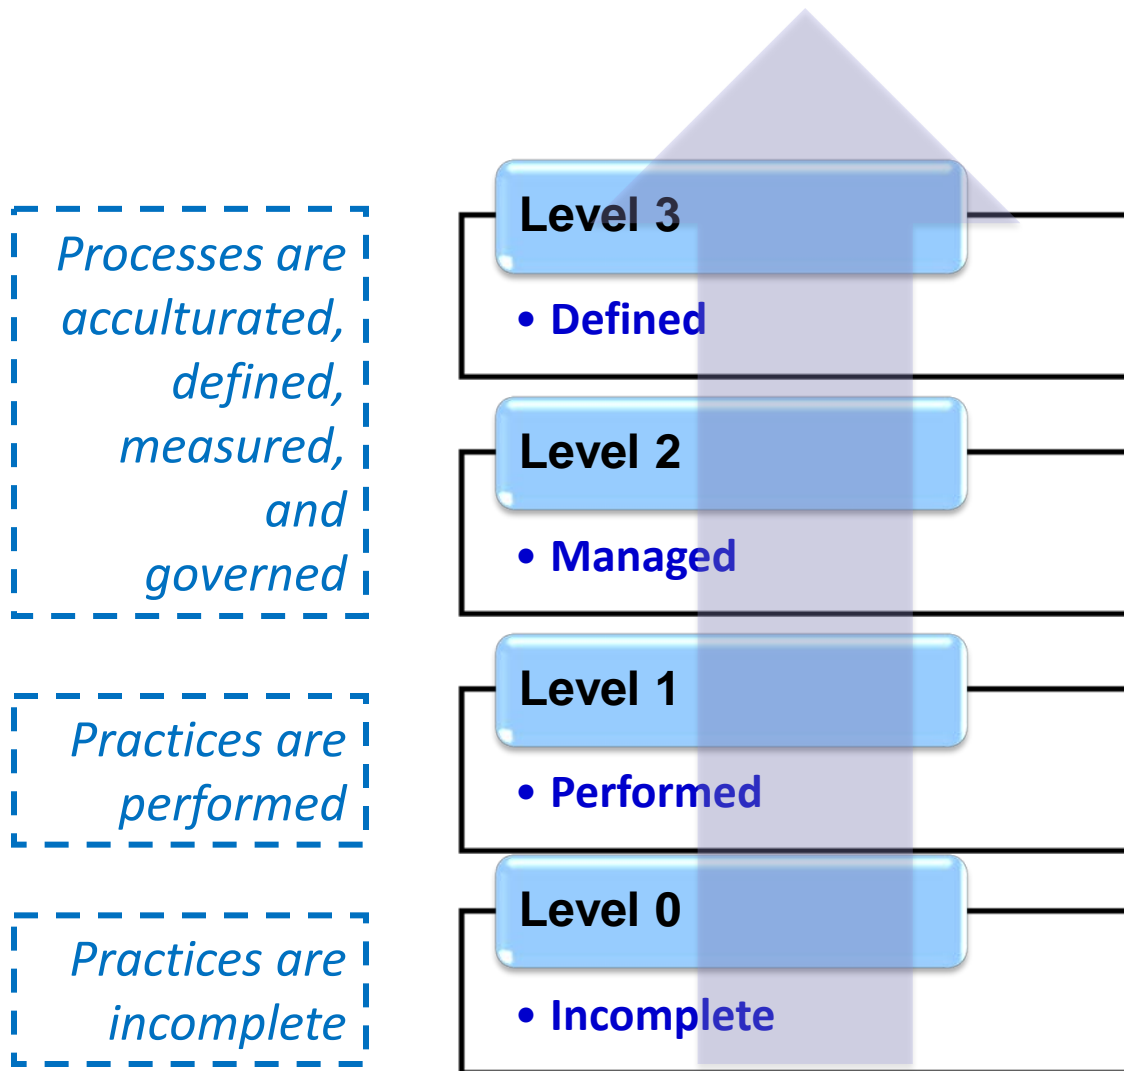 Level 3
• Defined
Processes are
acculturated,
defined,
measured,
and
governed
Level 2
• Managed
Level 1
• Performed
Practices are
performed
Level 0
• Incomplete
Practices are
incomplete